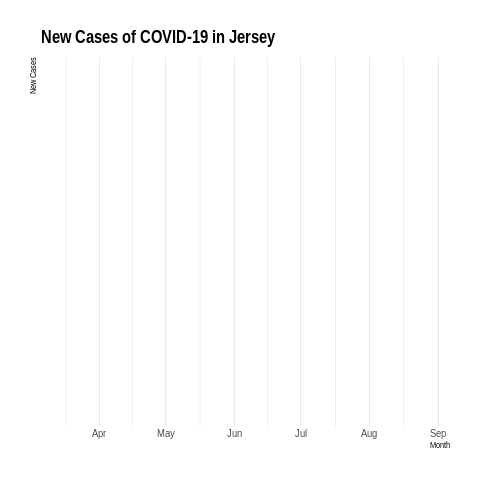 New Cases of COVID-19 in Jersey
New Cases
Apr May Jun Jul Aug Sep
Month